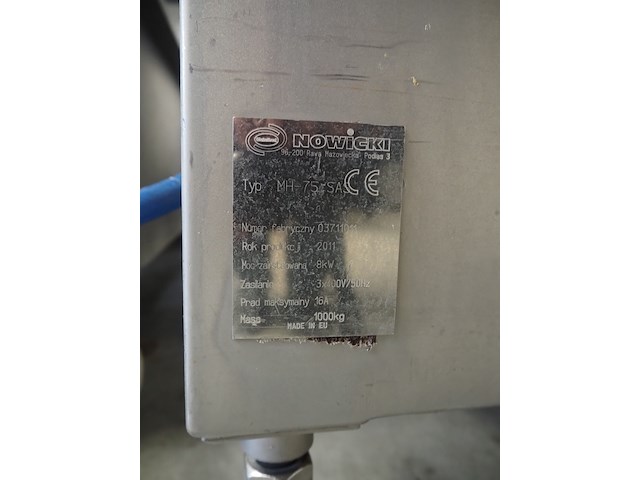 NOWICKI
96-200 Rawa Mazowiecka Podlas 3
Typ MH-75-SA CE
Numer fabryczny
Rok produkcji 2011
Moc zainstalowana 8kW
Zasilanie 3x400V/50Hz
Prąd maksymalny 16A
Masa 1000kg
MADE IN EU